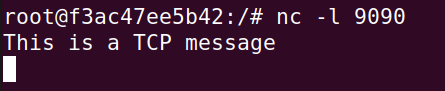 root@f3ac47ee5b42:/# nc -l 9090
This is a TCP message